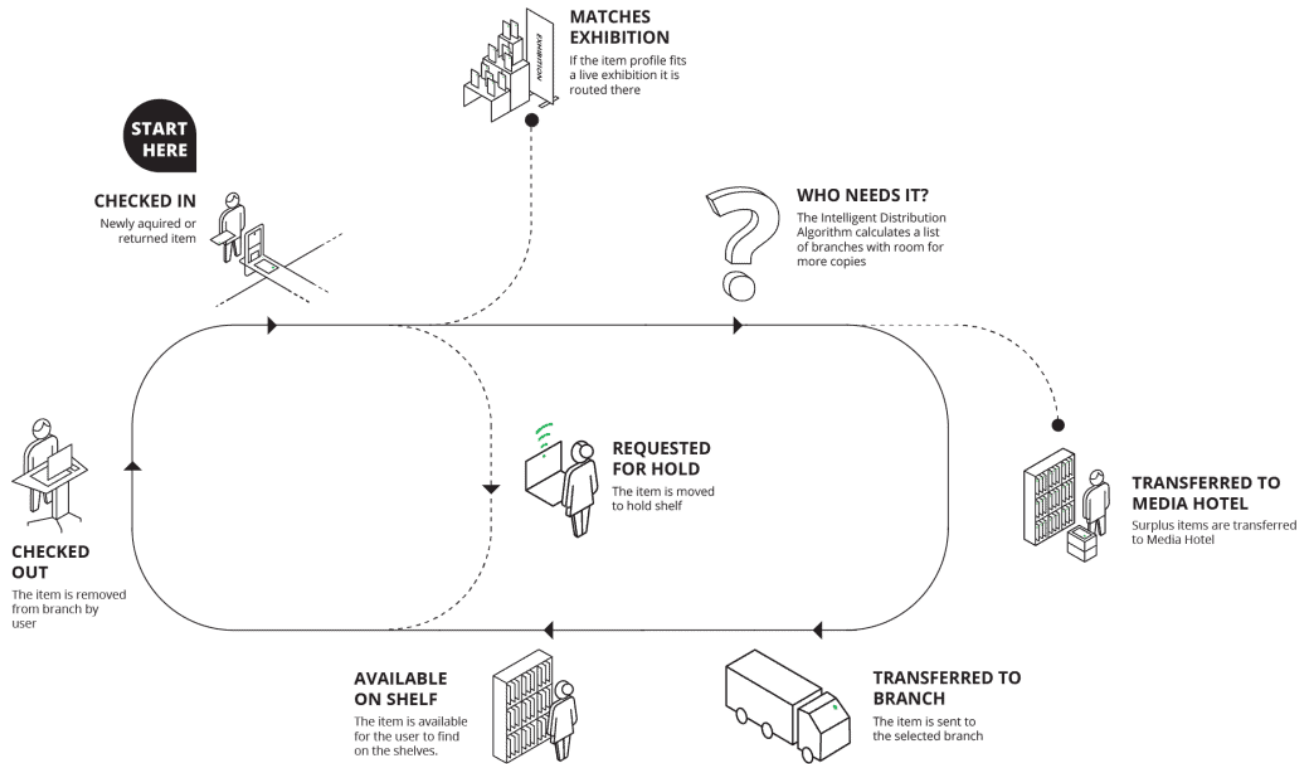 MATCHES
EXHIBITION
If the item profile fits
a live exhibition it is
routed there
EXHIBITION
START
HERE
CHECKED IN
Newly aquired or
returned item
WHO NEEDS IT?
The Intelligent Distribution
Algorithm calculates a list
of branches with room for
more copies
REQUESTED
FOR HOLD
The item is moved
to hold shelf
TRANSFERRED TO
MEDIA HOTEL
Surplus items are transferred
to Media Hotel
CHECKED
OUT
The item is removed
from branch by
user
AVAILABLE
ON SHELF
The item is available
for the user to find
on the shelves.
TRANSFERRED TO
BRANCH
The item is sent to
the selected branch